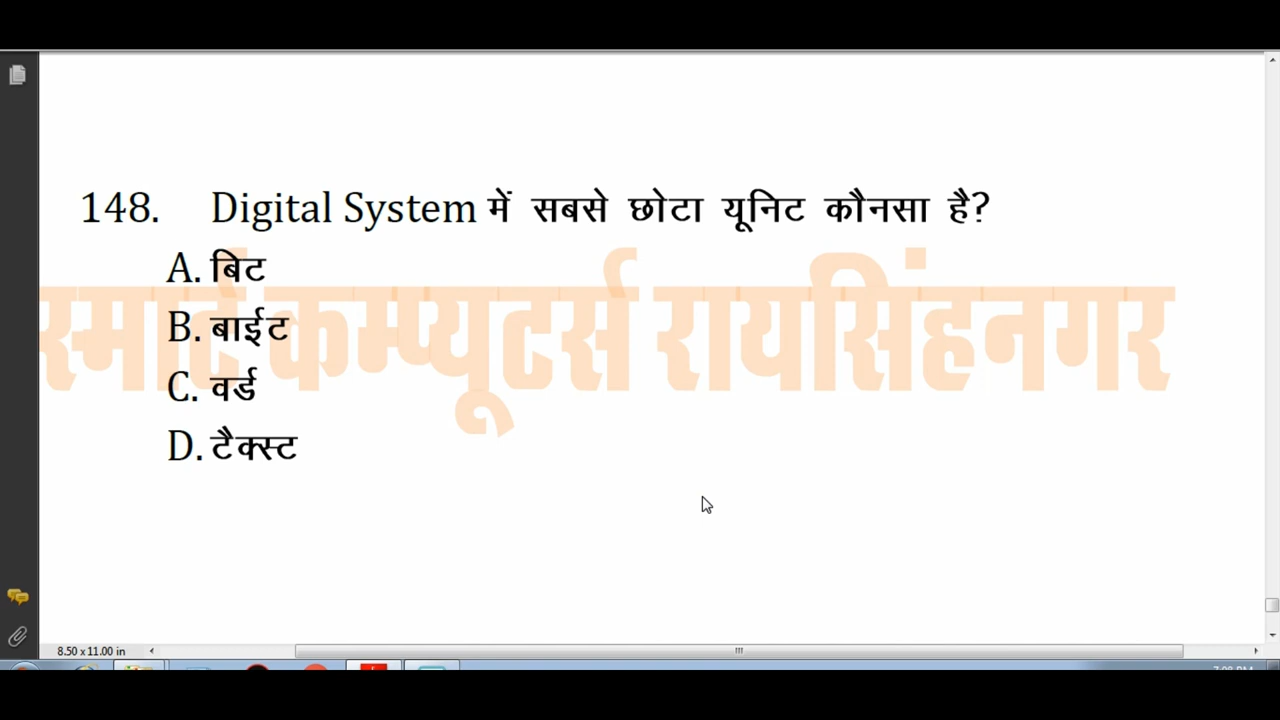 148. Digital System में सबसे छोटा यूनिट कौनसा है?
A. बिट
स्मार्ट कम्प्यूटर्स रायसिंहनगर
B. बाईट
C. वर्ड
D. टैक्स्ट
8.50 x 11.00 in